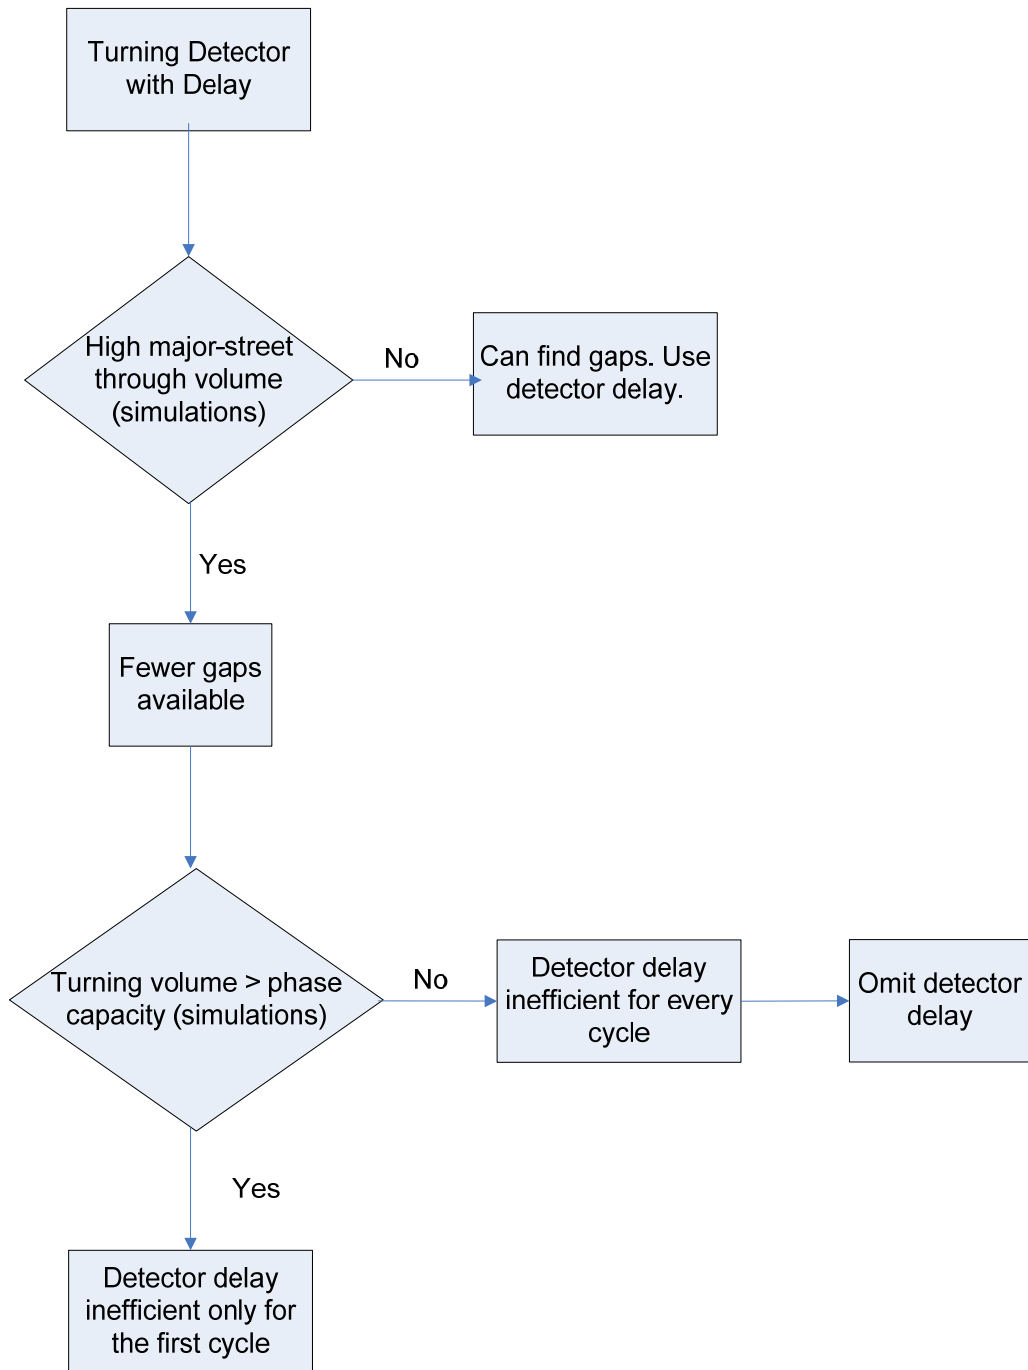 Turning Detector
with Delay
High major-street
through volume
(simulations)
No
Can find gaps. Use
detector delay.
Yes
Fewer gaps
available
Turning volume > phase
capacity (simulations)
No
Detector delay
inefficient for every
cycle
Omit detector
delay
Yes
Detector delay
inefficient only for
the first cycle